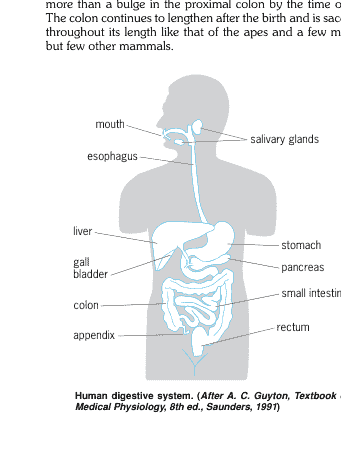 more than a bulge in the proximal colon by the time o
The colon continues to lengthen after the birth and is sac
throughout its length like that of the apes and a few m
but few other mammals.
mouth
salivary glands
esophagus
liver
stomach
gall
bladder
pancreas
small intestin
colon
rectum
appendix
Human digestive system. (After A. C. Guyton, Textbook
Medical Physiology, 8th ed., Saunders, 1991)